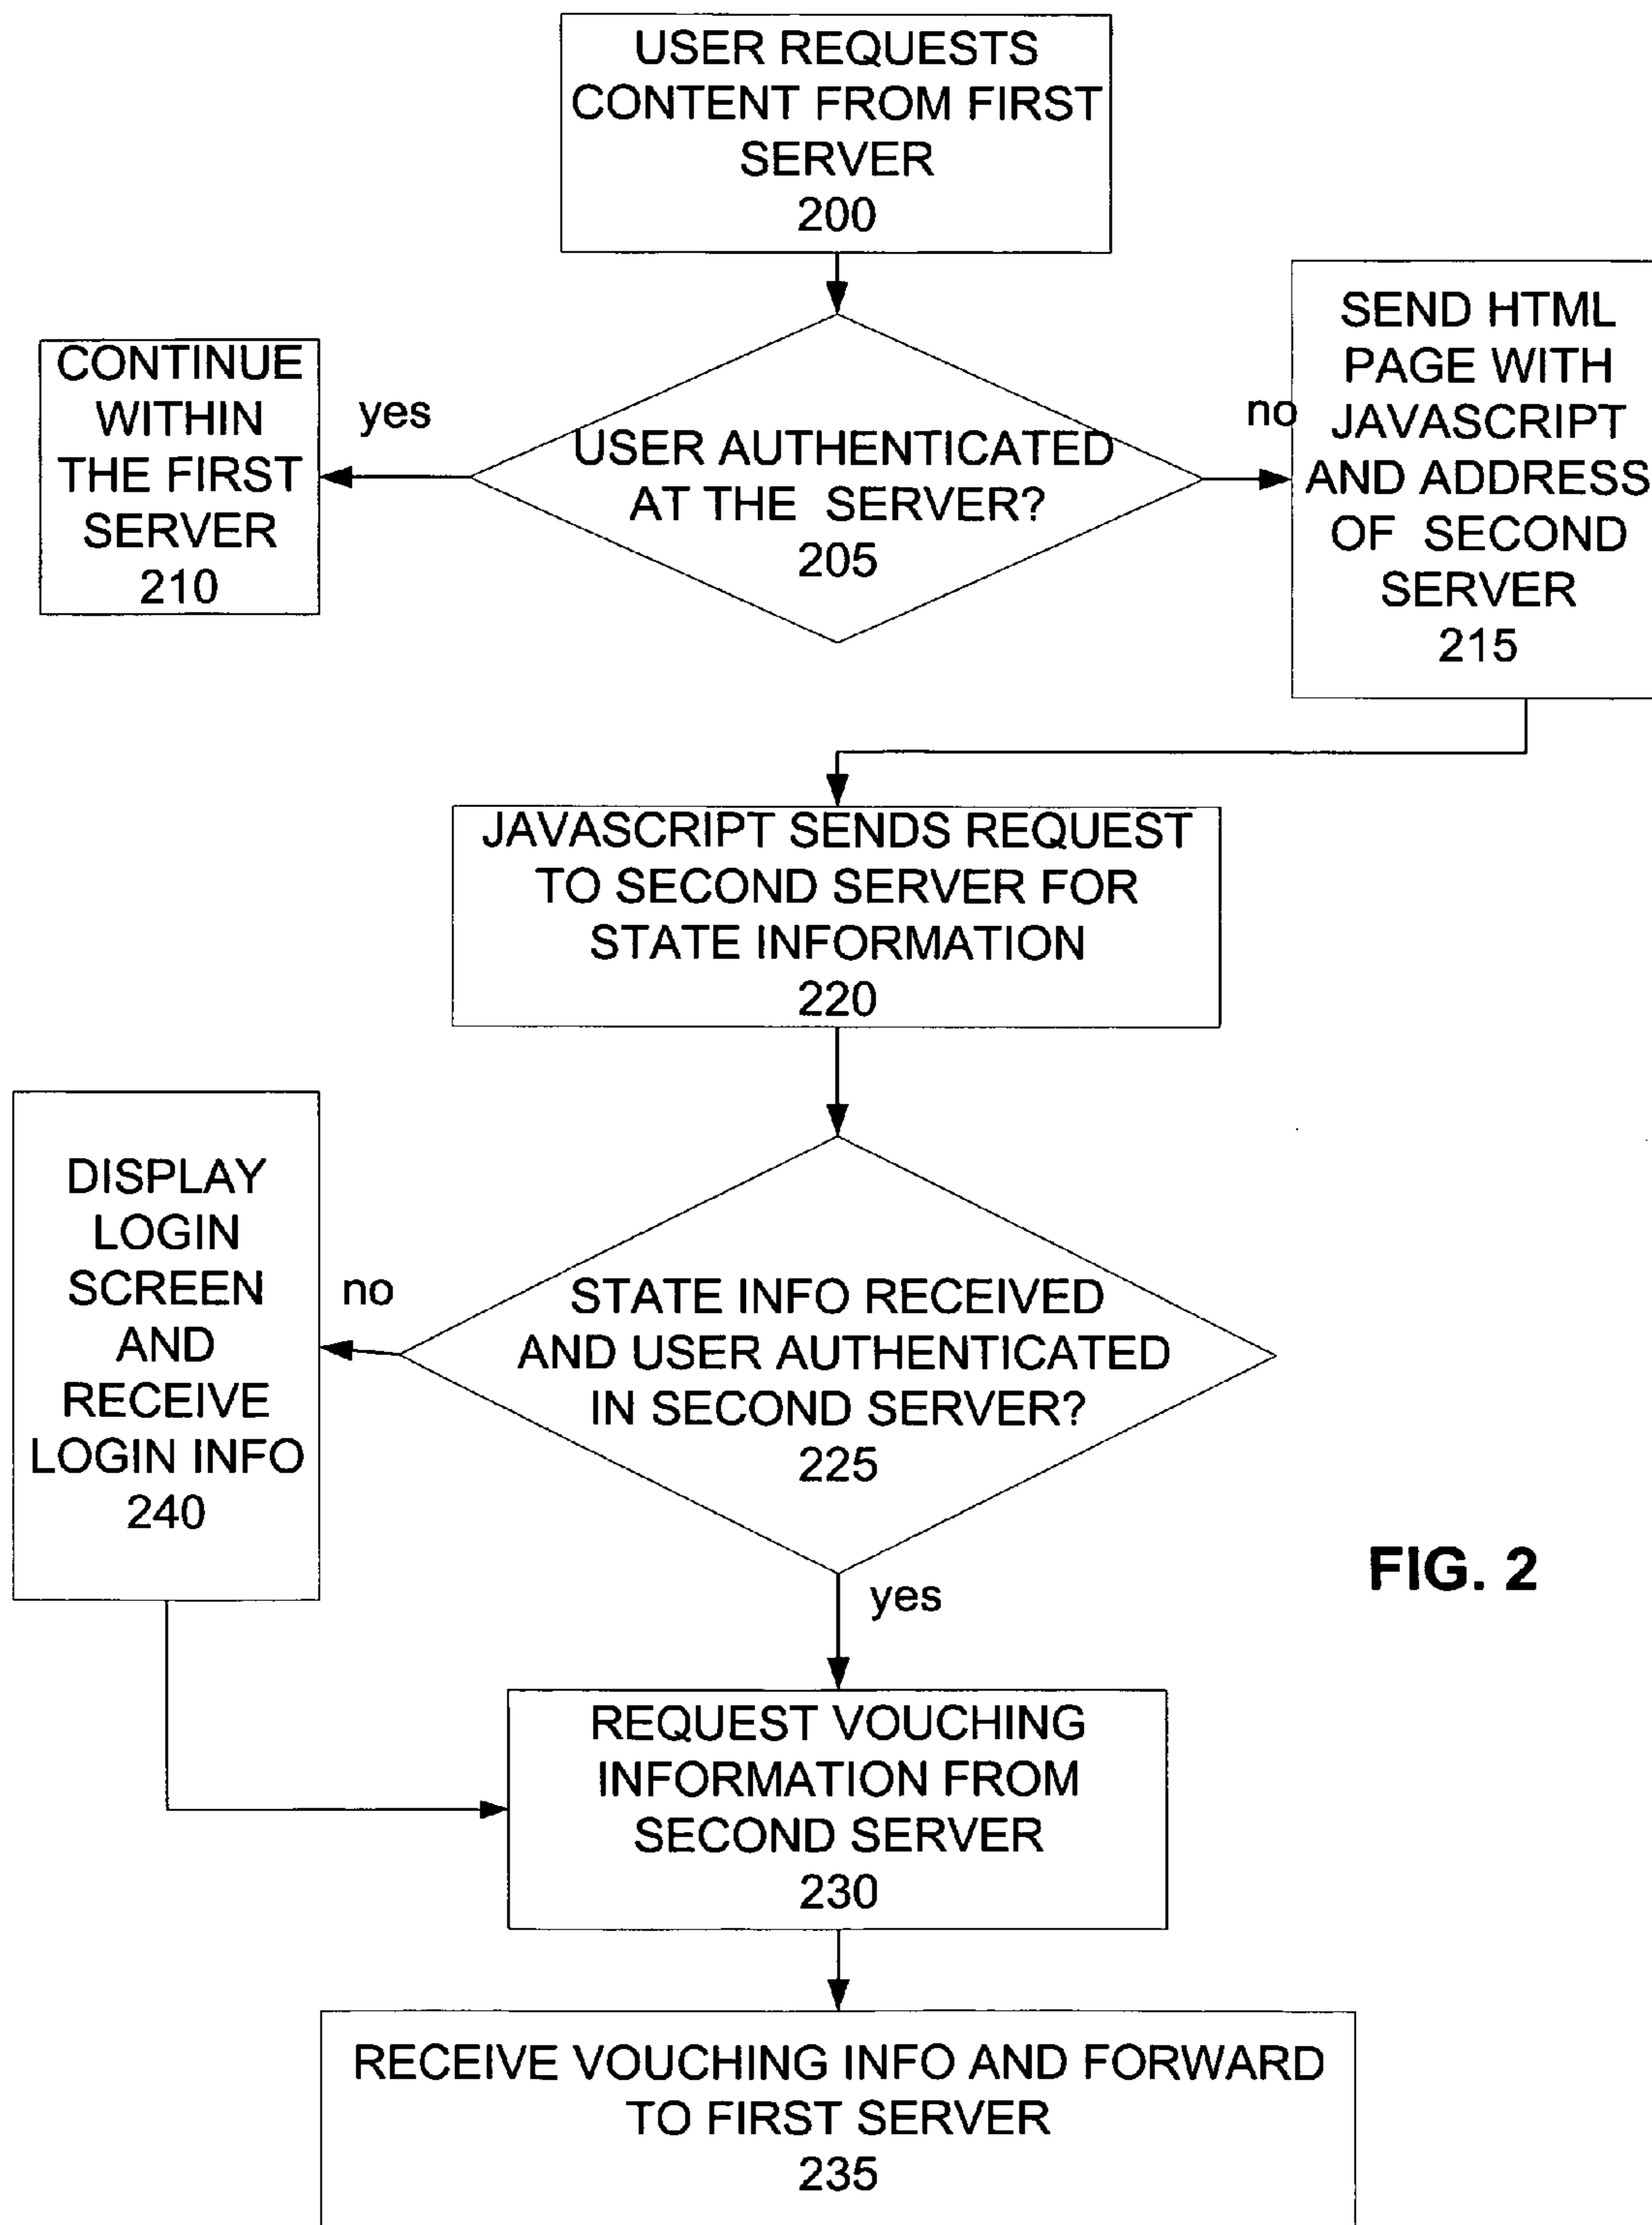 USER REQUESTS
CONTENT FROM FIRST
SERVER
200
CONTINUE
WITHIN
THE FIRST
SERVER
210
yes
USER AUTHENTICATED
AT THE SERVER?
205
no
SEND HTML
PAGE WITH
JAVASCRIPT
AND ADDRESS
OF SECOND
SERVER
215
JAVASCRIPT SENDS REQUEST
TO SECOND SERVER FOR
STATE INFORMATION
220
DISPLAY
LOGIN
SCREEN
AND
RECEIVE
LOGIN INFO
240
no
STATE INFO RECEIVED
AND USER AUTHENTICATED
IN SECOND SERVER?
225
yes
FIG. 2
REQUEST VOUCHING
INFORMATION FROM
SECOND SERVER
230
RECEIVE VOUCHING INFO AND FORWARD
TO FIRST SERVER
235